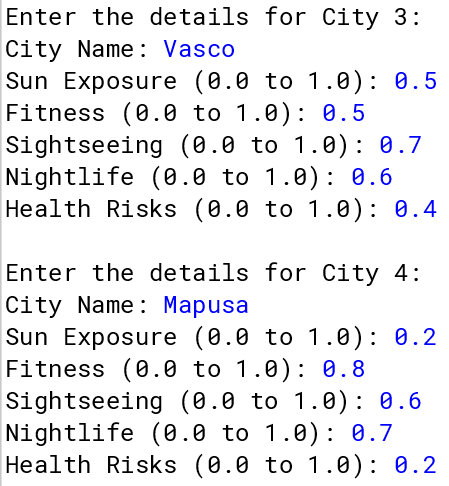 Enter the details for City 3:
City Name: Vasco
Sun Exposure (0.0 to 1.0): 0.5
Fitness (0.0 to 1.0): 0.5
Sightseeing (0.0 to 1.0): 0.7
Nightlife (0.0 to 1.0): 0.6
Health Risks (0.0 to 1.0): 0.4

Enter the details for City 4:
City Name: Mapusa
Sun Exposure (0.0 to 1.0): 0.2
Fitness (0.0 to 1.0): 0.8
Sightseeing (0.0 to 1.0): 0.6
Nightlife (0.0 to 1.0): 0.7
Health Risks (0.0 to 1.0): 0.2